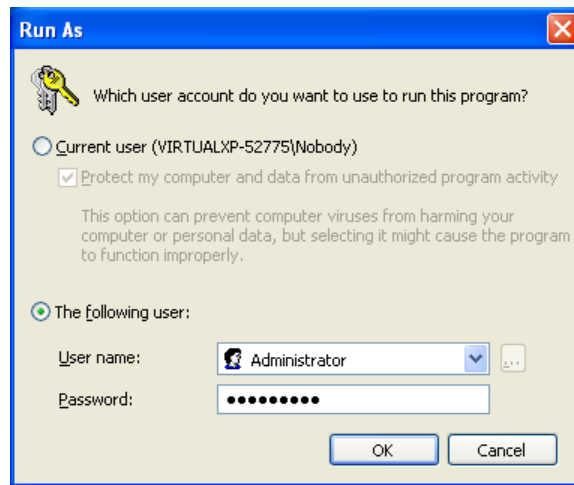 Run As
Which user account do you want to use to run this program?
Current user (VIRTUALXP-52775\Nobody)
Protect my computer and data from unauthorized program activity
This option can prevent computer viruses from harming your
computer or personal data, but selecting it might cause the program
to function improperly.
The following user:
User name:
Administrator
...
Password:
●●●●●●●●●
OK
Cancel